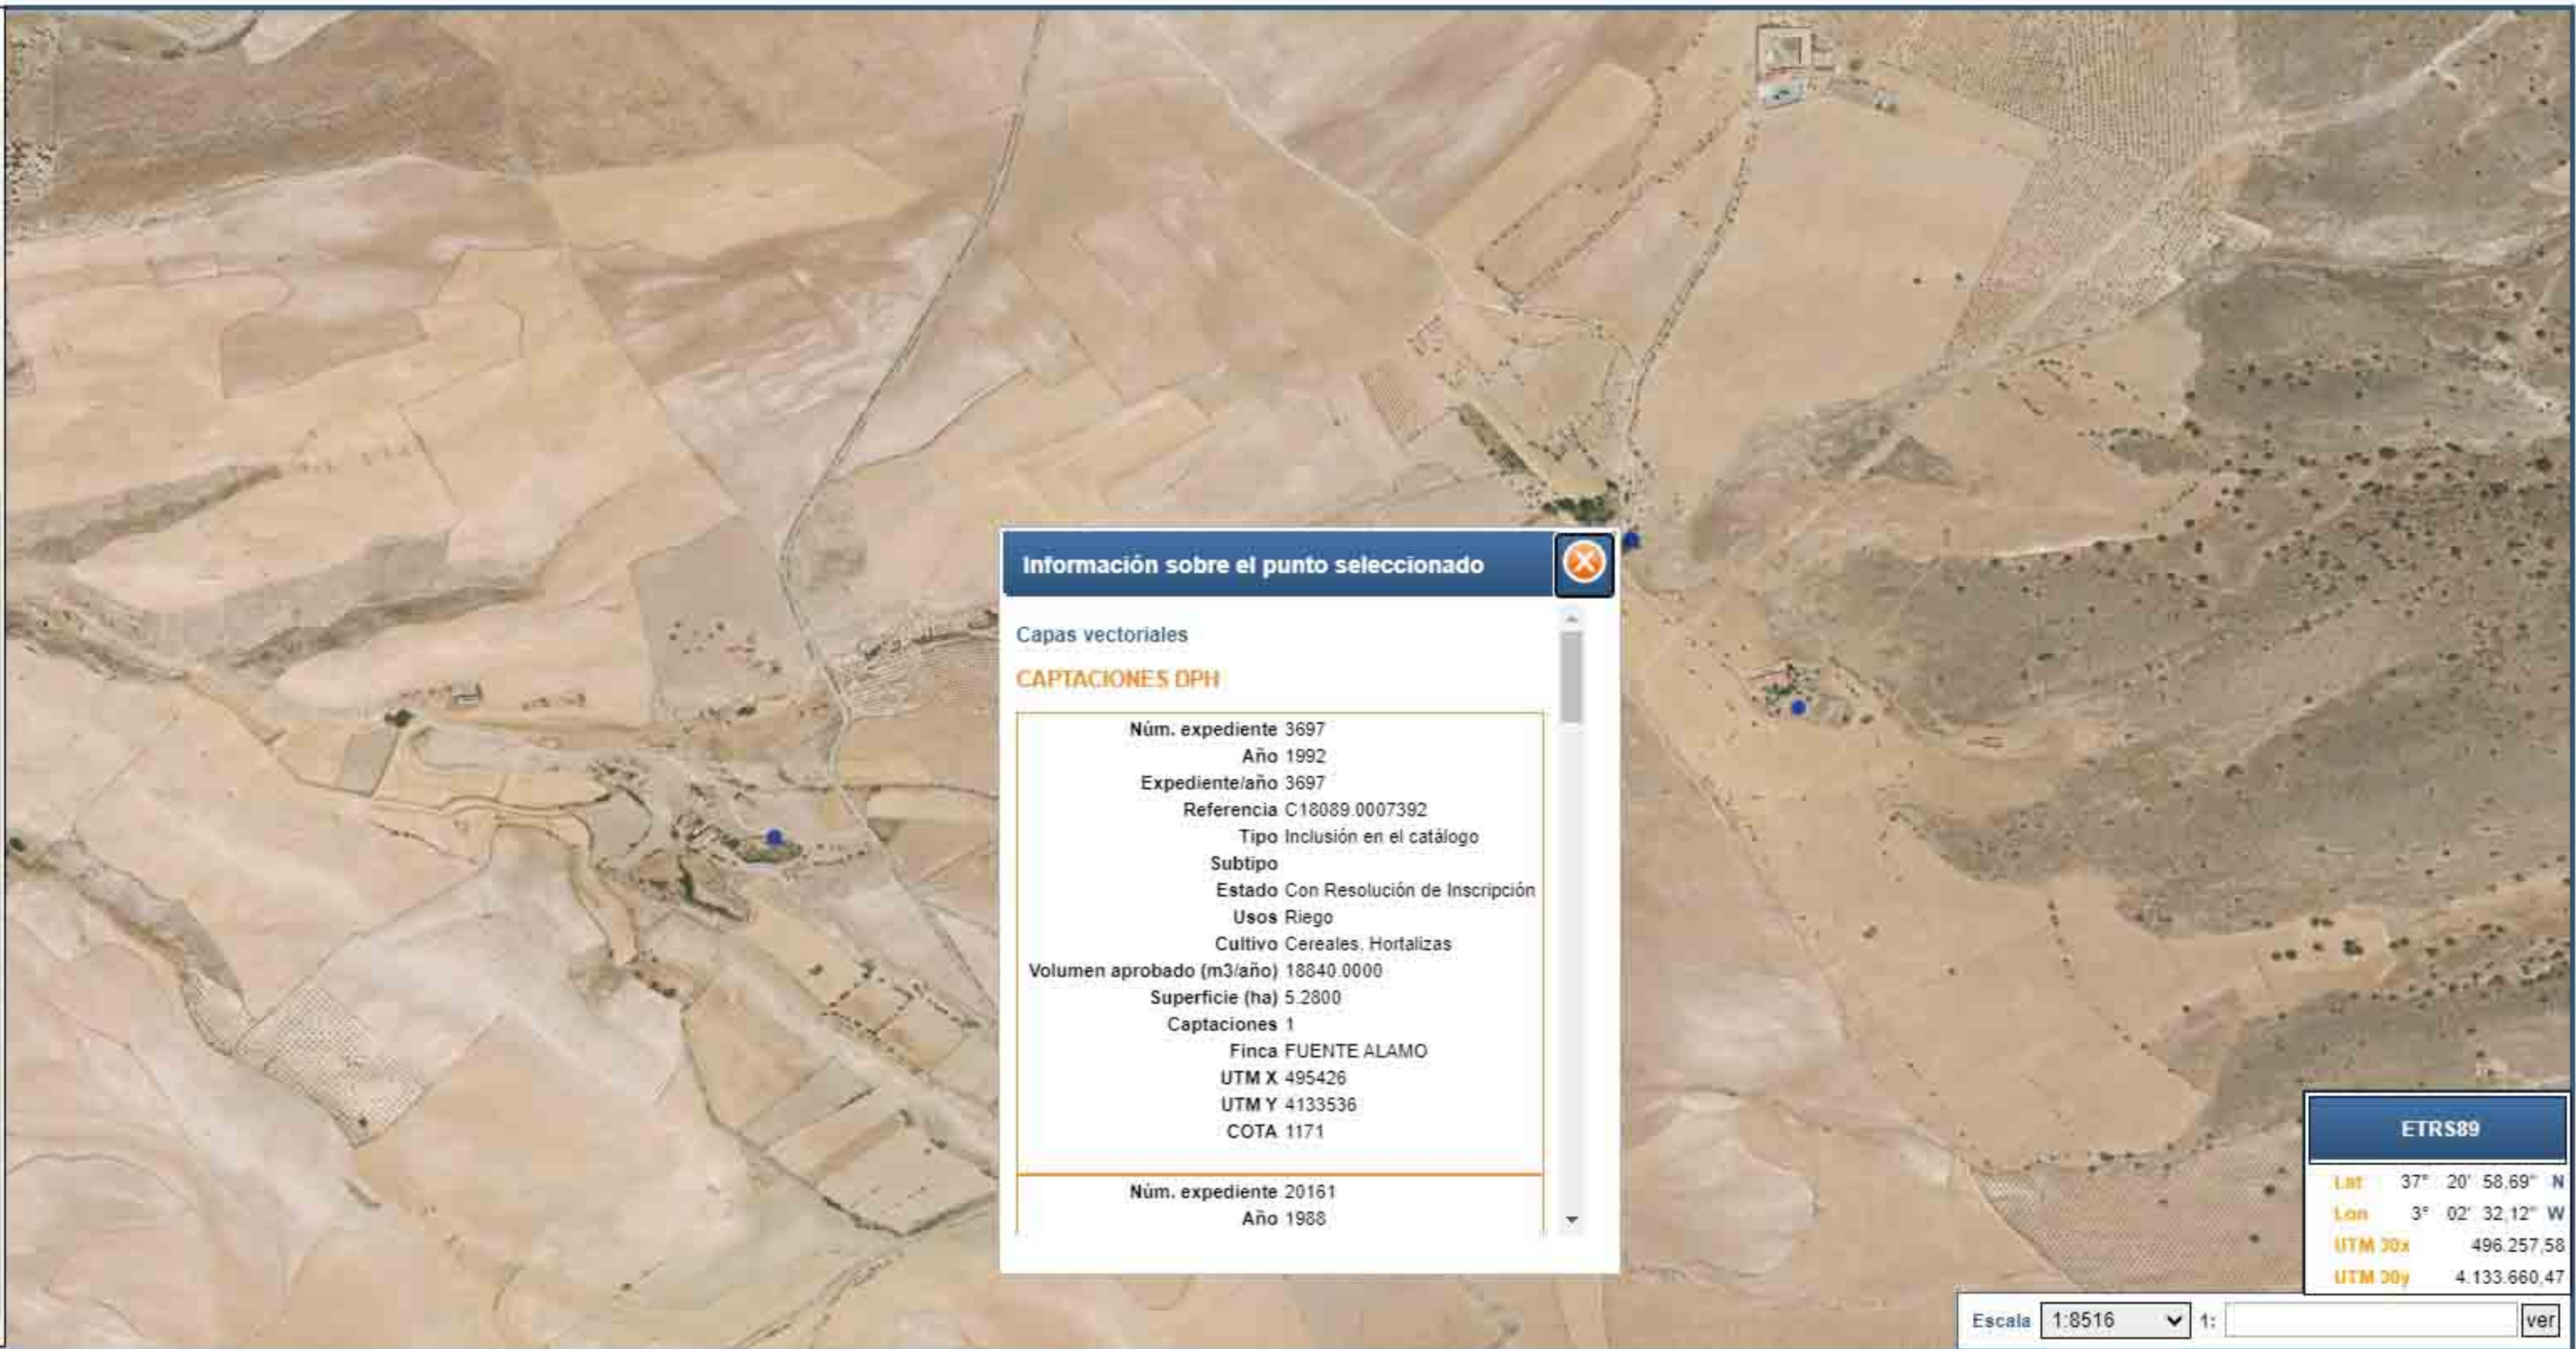 Información sobre el punto seleccionado
Capas vectoriales
CAPTACIONES DPH
Núm. expediente 3697
Año 1992
Expediente/año 3697
Referencia C18089.0007392
Tipo Inclusión en el catálogo
Subtipo
Estado Con Resolución de Inscripción
Usos Riego
Cultivo Cereales. Hortalizas
Volumen aprobado (m3/año) 18840.0000
Superficie (ha) 5.2800
Captaciones 1
Finca FUENTE ALAMO
UTM X 495426
UTM Y 4133536
COTA 1171
Núm. expediente 20161
Año 1988
ETRS89
Lat 37° 20' 58,69" N
Lon 3° 02' 32,12" W
UTM 30x 496.257,58
UTM 30y 4.133.660,47
Escala 1:8516 1: ver